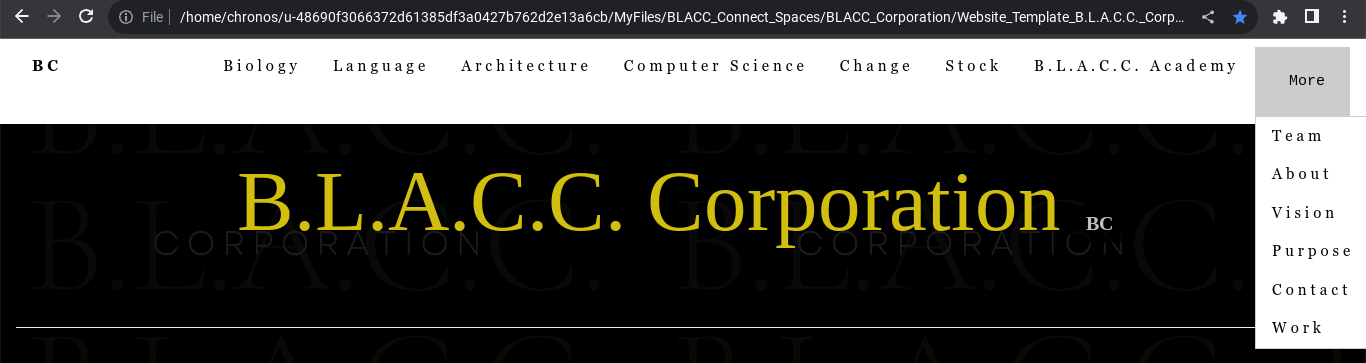 File /home/chronos/u-48690f3066372d61385df3a0427b762d2e13a6cb/MyFiles/BLACC_Connect_Spaces/BLACC_Corporation/Website_Template_B.L.A.C.C._Corp...
BC Biology Language Architecture Computer Science Change Stock B.L.A.C.C. Academy More
Team
About
Vision
Purpose
Contact
Work
B.L.A.C.C. B.L.A.C.C.
B.L.A.C.C. Corporation BC
B.L.A.C.C. B.L.A.C.C.
CORPORATION CORPORATION
B.L.A.C.C. B.L.A.C.C.